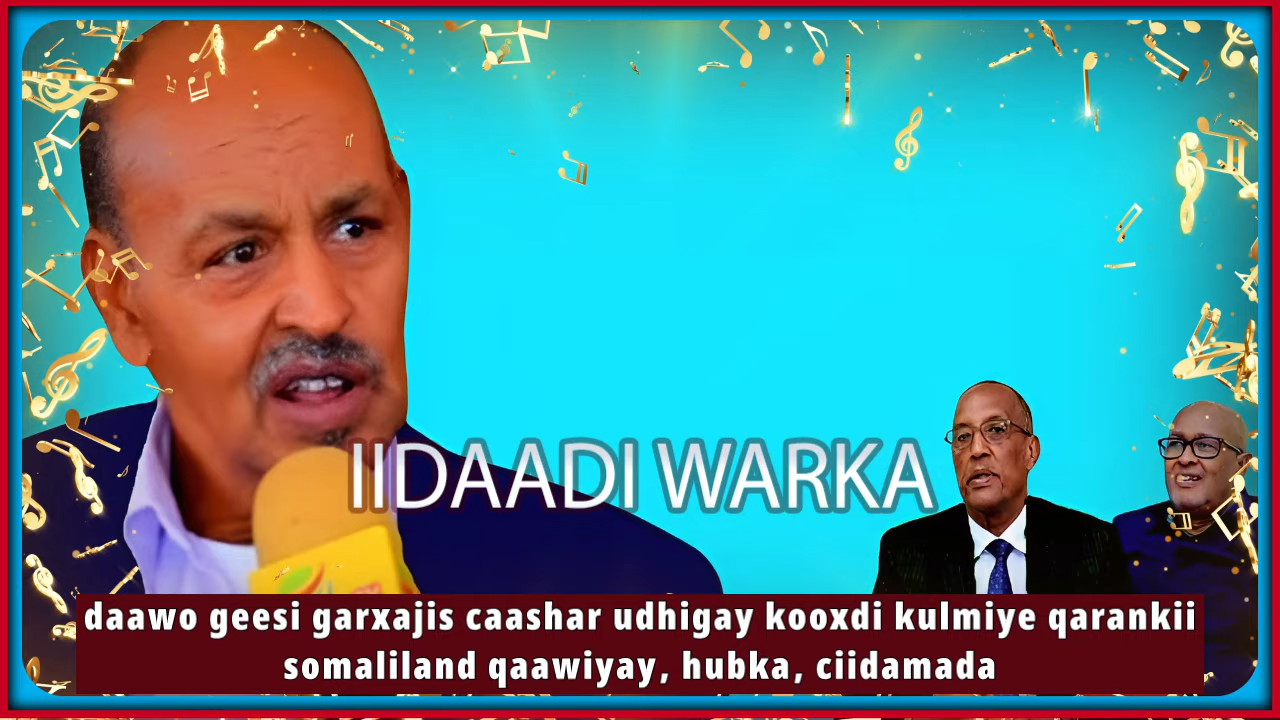 IIDAADI WARKA
daawo geesi garxajis caashar udhigay kooxdi kulmiye qarankii
somaliland qaawiyay, hubka, ciidamada